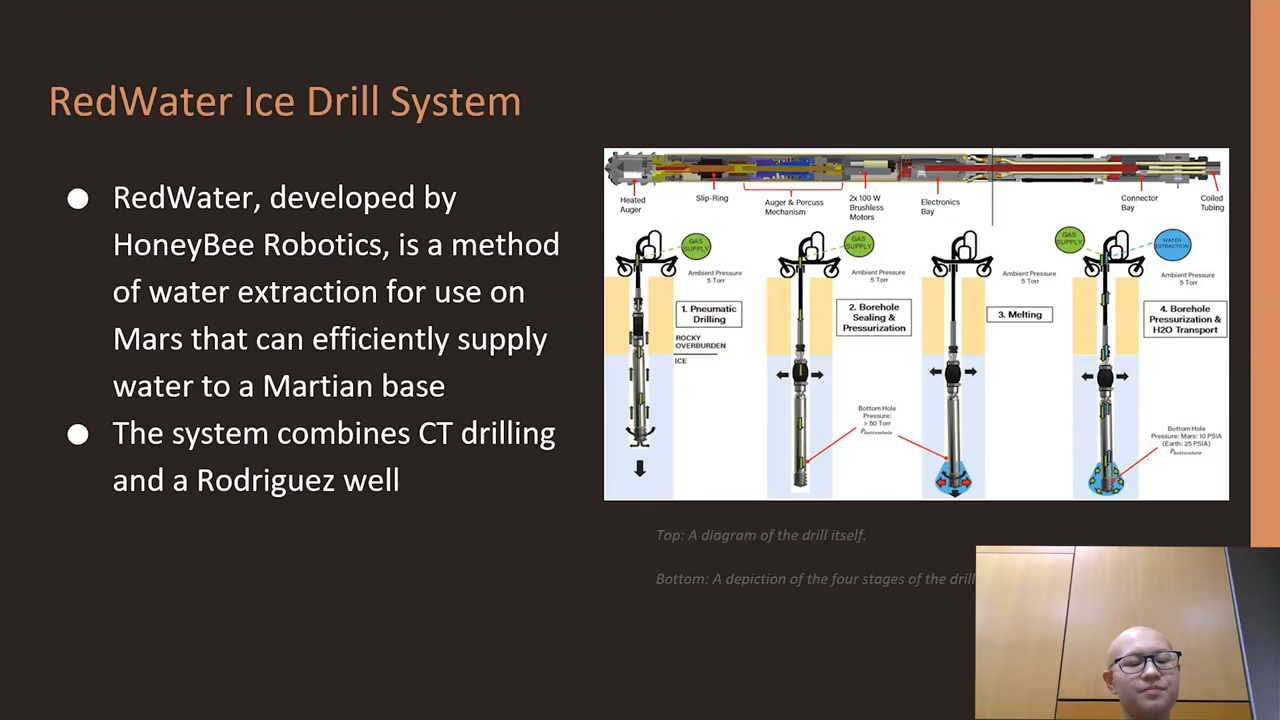 RedWater Ice Drill System
RedWater, developed by
HoneyBee Robotics, is a method
of water extraction for use on
Mars that can efficiently supply
water to a Martian base
The system combines CT drilling
and a Rodriguez well
Heated
Auger
Slip-Ring
Auger & Percuss
Mechanism
2x 100 W
Brushless
Motors
Electronics
Bay
Connector
Bay
Coiled
Tubing
GAS
SUPPLY
Ambient Pressure
5 Torr
1. Pneumatic
Drilling
ROCKY
OVERBURDEN
ICE
GAS
SUPPLY
Ambient Pressure
5 Torr
2. Borehole
Sealing &
Pressurization
Bottom Hole
Pressure:
> 50 Torr
Pbottomhole
Ambient Pressure
5 Torr
3. Melting
GAS
SUPPLY
WATER
EXTRACTION
Ambient Pressure
5 Torr
4. Borehole
Pressurization &
H2O Transport
Bottom Hole
Pressure: Mars: 10 PSIA
(Earth: 25 PSIA)
Pbottomhole
Top: A diagram of the drill itself.
Bottom: A depiction of the four stages of the drill